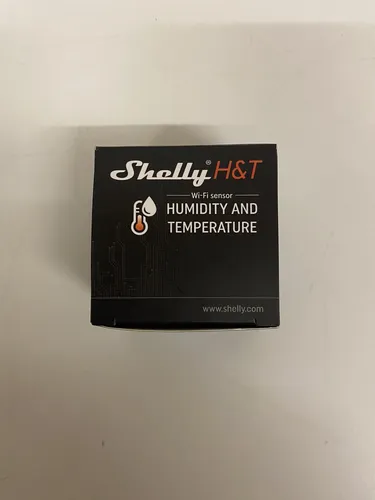 Shelly® H&T
Wi-Fi sensor
HUMIDITY AND
TEMPERATURE
www.shelly.com